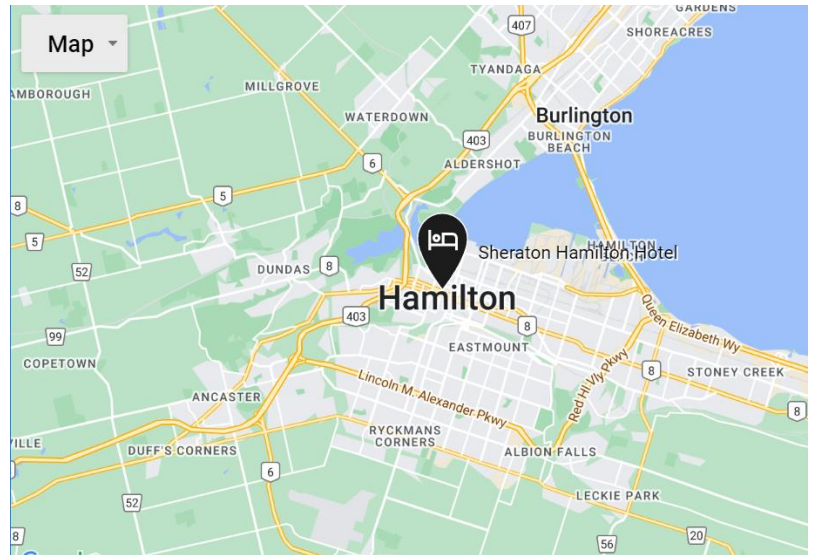 GARDENS
Map
407
SHOREACRES
TYANDAGA
AMBOROUGH
MILLGROVE
WATERDOWN
Burlington
BURLINGTON
BEACH
403
ALDERSHOT
6
5
8
5
Sheraton Hamilton Hotel
HAMILTON
DUNDAS
8
52
Hamilton
403
8
Queen Elizabeth Wy
99
EASTMOUNT
COPETOWN
Red Hl Vly Pkwy
8
STONEY CREEK
Lincoln M. Alexander Pkwy
ANCASTER
8
RYCKMANS
CORNERS
VILLE
DUFF'S CORNERS
ALBION FALLS
6
LECKIE PARK
52
8
56
20